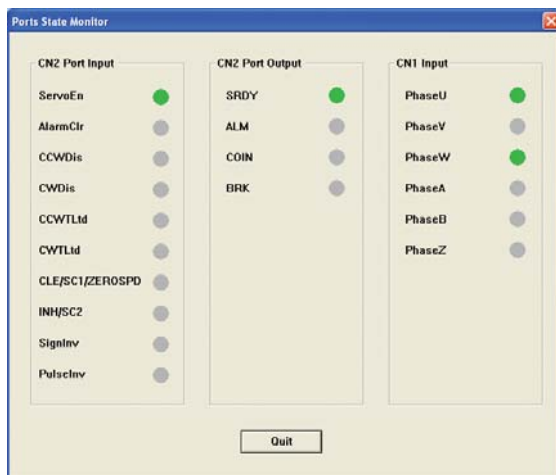 Ports State Monitor
CN2 Port Input
ServoEn
AlarmClr
CCWDis
CWDis
CCWTLtd
CWTLtd
CLE/SC1/ZEROSPD
INH/SC2
SignInv
PulseInv
CN2 Port Output
SRDY
ALM
COIN
BRK
CN1 Input
PhaseU
PhaseV
PhaseW
PhaseA
PhaseB
PhaseZ
Quit